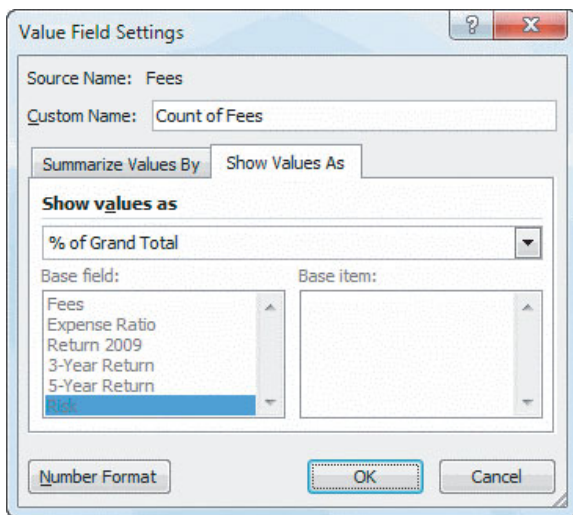 Value Field Settings
Source Name: Fees
Custom Name: Count of Fees
Summarize Values By Show Values As
Show values as
% of Grand Total
Base field: Base item:
Fees
Expense Ratio
Return 2009
3-Year Return
5-Year Return
Risk
Number Format OK Cancel